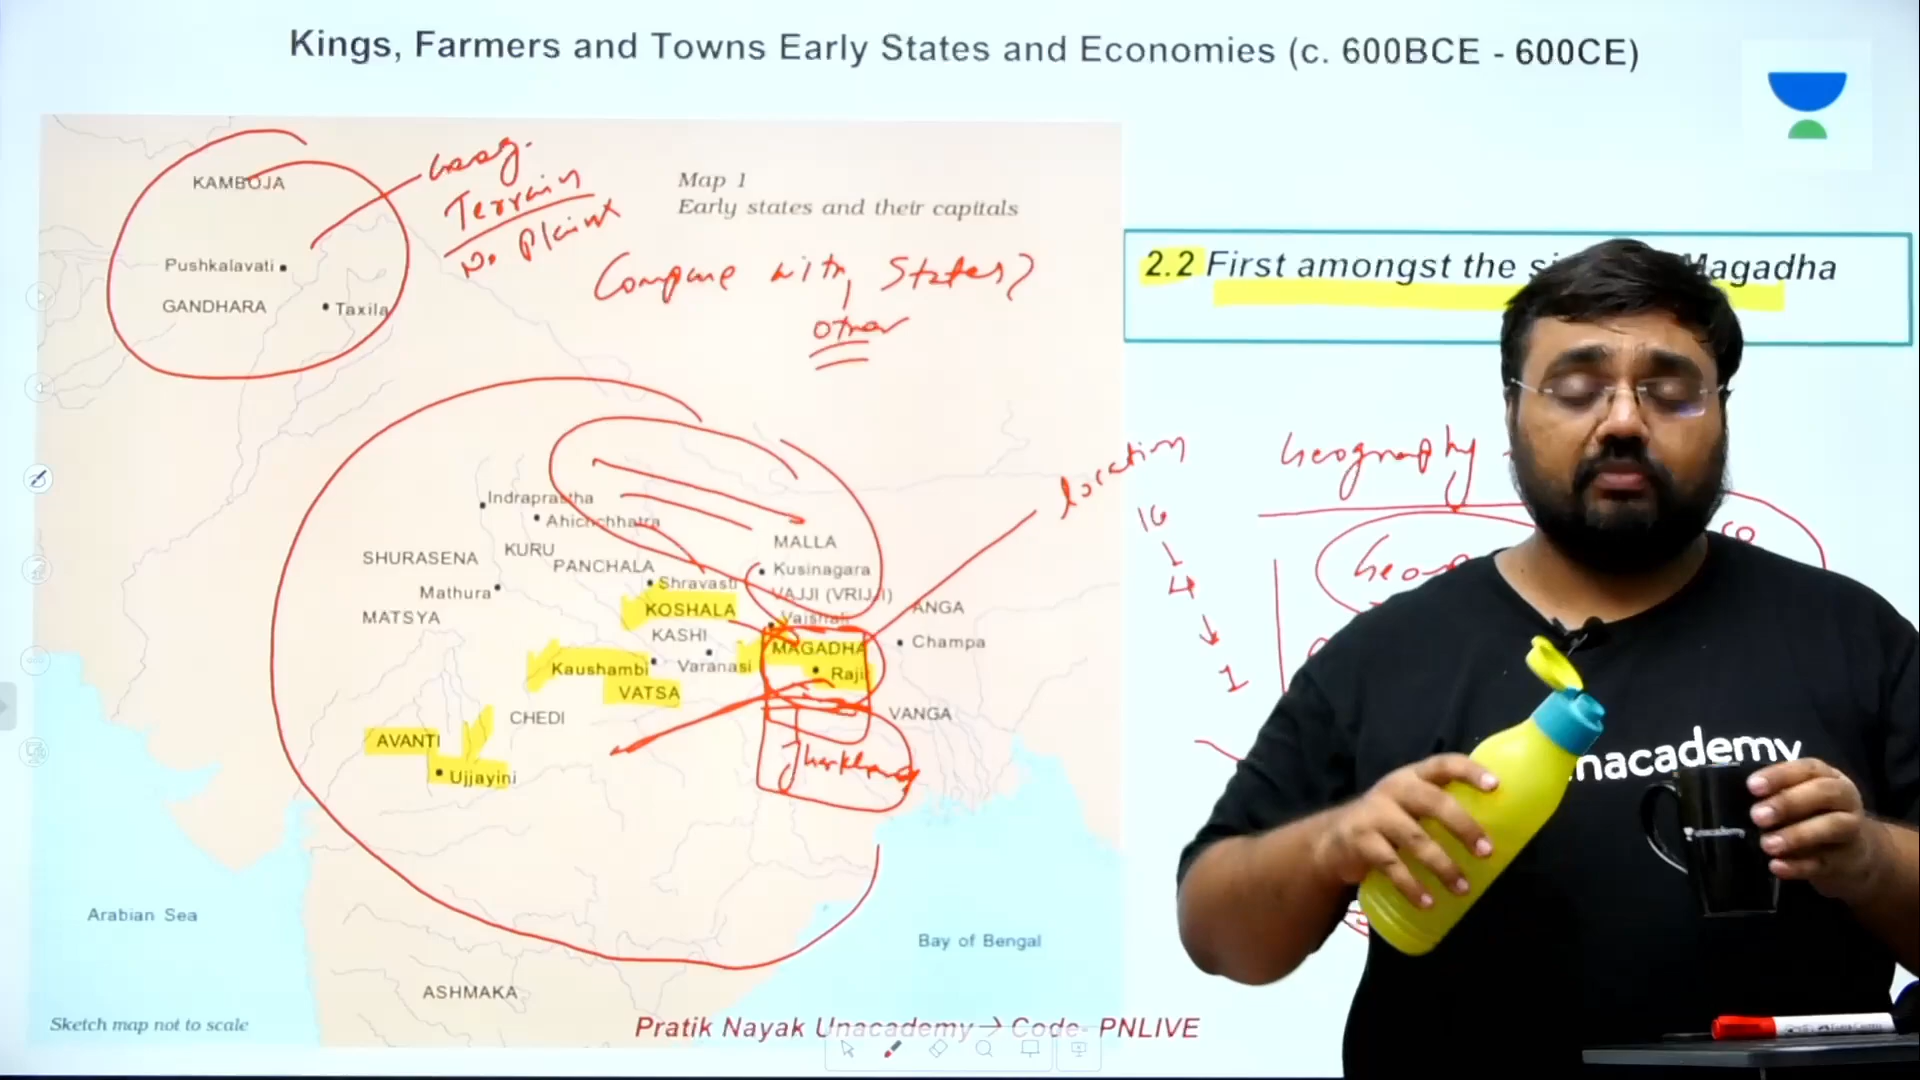 Kings, Farmers and Towns Early States and Economies (c. 600BCE - 600CE)
KAMBOJA
Geog.
Terrain
No Plains
Map 1
Early states and their capitals
Pushkalavati
GANDHARA
Taxila
Compare with States?
other
2.2 First amongst the Magadha
location
Geography
16
4
1
Indraprastha
Ahichchhatra
MALLA
SHURASENA
KURU
PANCHALA
Kusinagara
Mathura
Shravasti
VAJJI (VRIJJI)
MATSYA
KOSHALA
Vaishali
ANGA
KASHI
MAGADHA
Champa
Kaushambi
Varanasi
Raji
VATSA
CHEDI
VANGA
AVANTI
Jharkhand
Ujjayini
Arabian Sea
Bay of Bengal
ASHMAKA
Sketch map not to scale
Pratik Nayak Unacademy → Code- PNLIVE
unacademy
unacademy